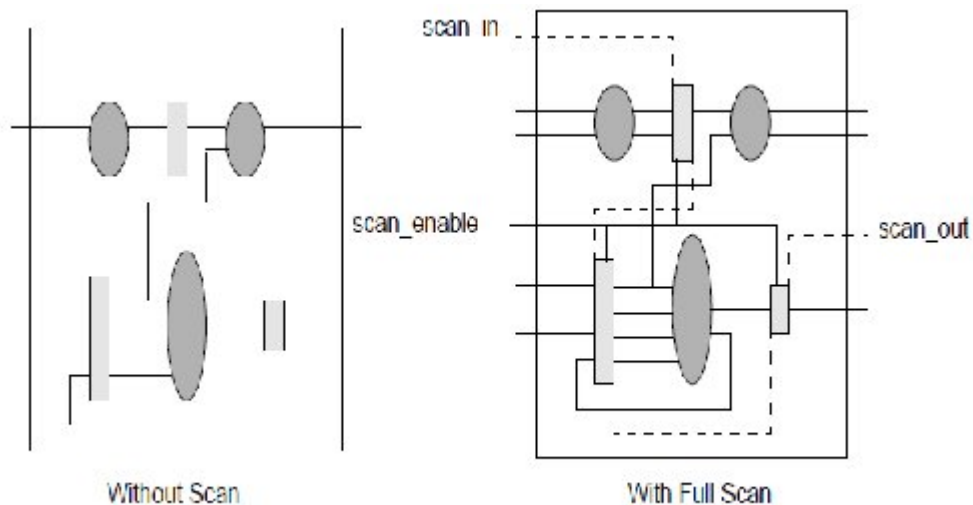 scan_in
scan_enable
scan_out
Without Scan
With Full Scan